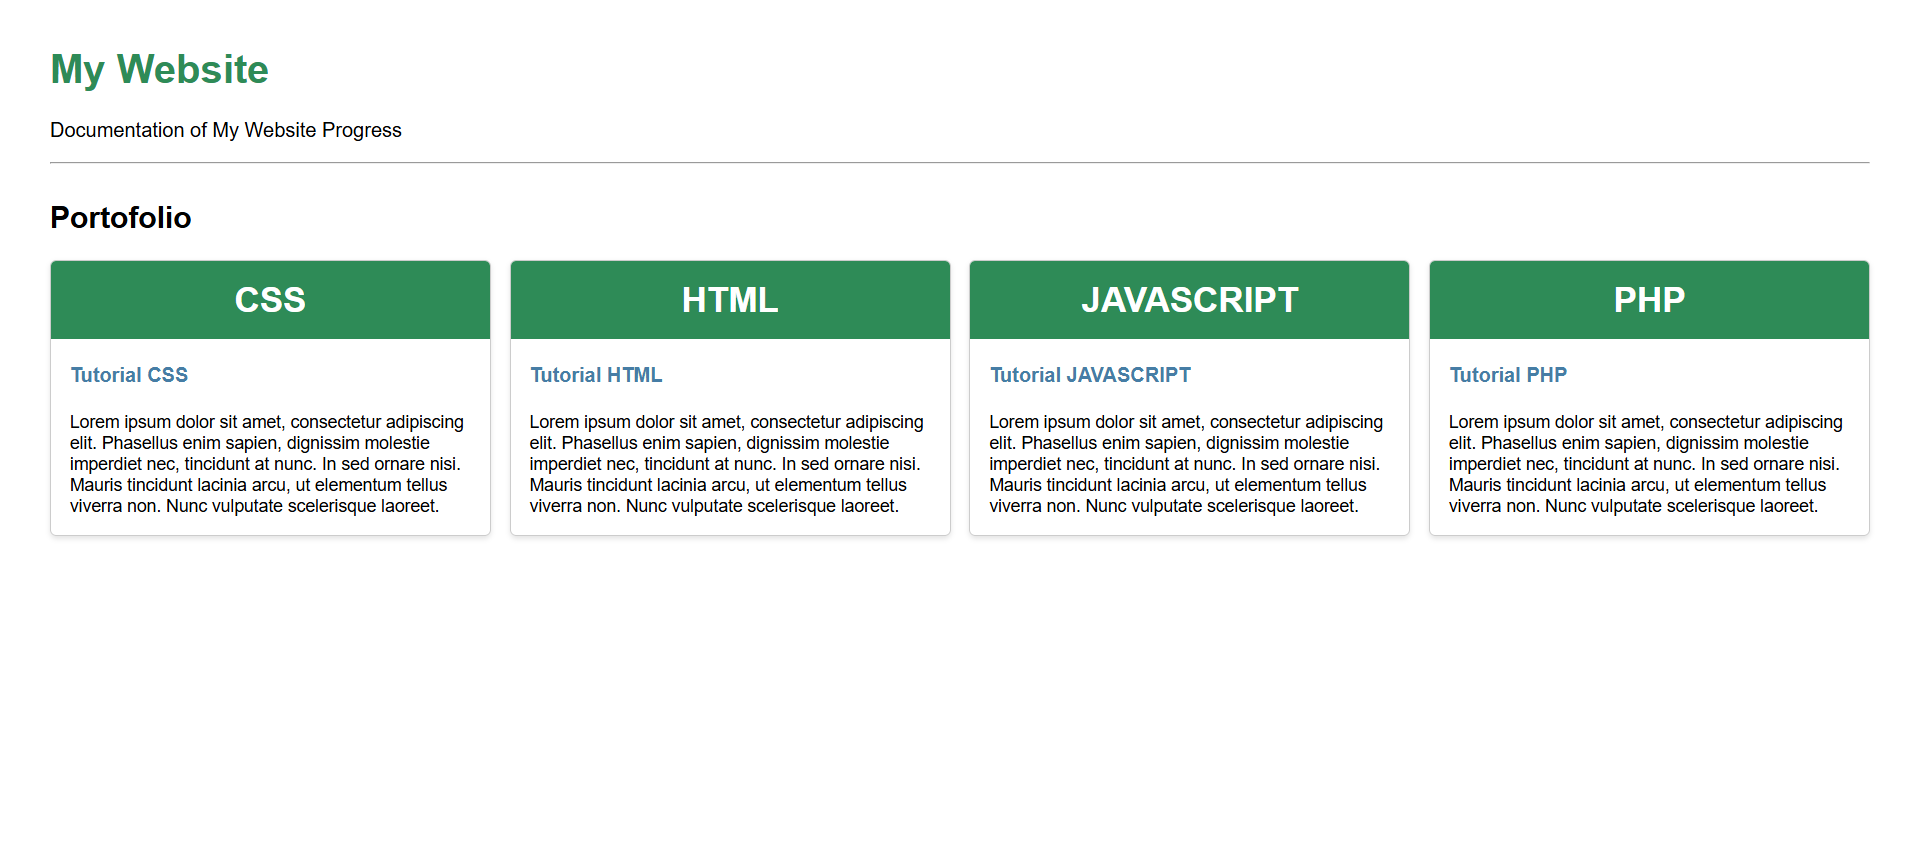 My Website
Documentation of My Website Progress
Portofolio
CSS
Tutorial CSS
Lorem ipsum dolor sit amet, consectetur adipiscing
elit. Phasellus enim sapien, dignissim molestie
imperdiet nec, tincidunt at nunc. In sed ornare nisi.
Mauris tincidunt lacinia arcu, ut elementum tellus
viverra non. Nunc vulputate scelerisque laoreet.
HTML
Tutorial HTML
Lorem ipsum dolor sit amet, consectetur adipiscing
elit. Phasellus enim sapien, dignissim molestie
imperdiet nec, tincidunt at nunc. In sed ornare nisi.
Mauris tincidunt lacinia arcu, ut elementum tellus
viverra non. Nunc vulputate scelerisque laoreet.
JAVASCRIPT
Tutorial JAVASCRIPT
Lorem ipsum dolor sit amet, consectetur adipiscing
elit. Phasellus enim sapien, dignissim molestie
imperdiet nec, tincidunt at nunc. In sed ornare nisi.
Mauris tincidunt lacinia arcu, ut elementum tellus
viverra non. Nunc vulputate scelerisque laoreet.
PHP
Tutorial PHP
Lorem ipsum dolor sit amet, consectetur adipiscing
elit. Phasellus enim sapien, dignissim molestie
imperdiet nec, tincidunt at nunc. In sed ornare nisi.
Mauris tincidunt lacinia arcu, ut elementum tellus
viverra non. Nunc vulputate scelerisque laoreet.